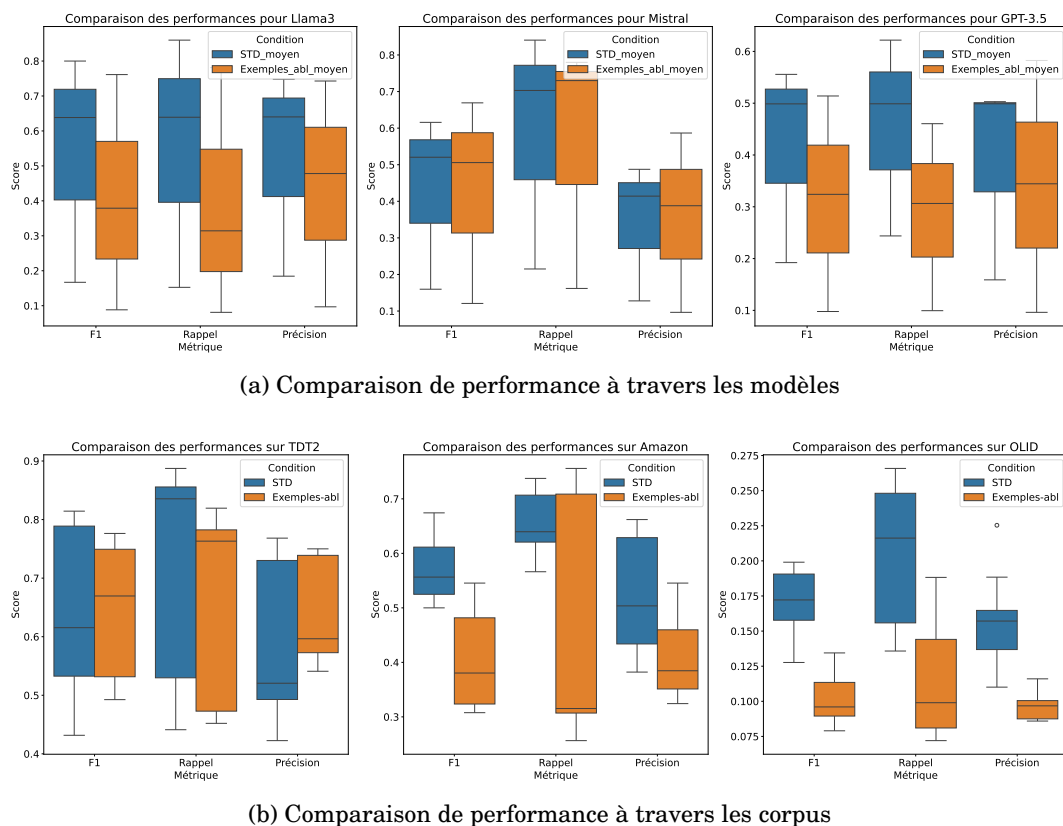 Comparaison des performances pour Llama3
Condition
STD_moyen
Exemples_abl_moyen
0.8
0.7
0.6
0.5
0.4
0.3
0.2
0.1
Score
F1
Rappel
Précision
Métrique
Comparaison des performances pour Mistral
Condition
STD_moyen
Exemples_abl_moyen
0.8
0.7
0.6
0.5
0.4
0.3
0.2
0.1
Score
F1
Rappel
Précision
Métrique
Comparaison des performances pour GPT-3.5
Condition
STD_moyen
Exemples_abl_moyen
0.6
0.5
0.4
0.3
0.2
0.1
Score
F1
Rappel
Précision
Métrique
(a) Comparaison de performance à travers les modèles
Comparaison des performances sur TDT2
Condition
STD
Exemples-abl
0.9
0.8
0.7
0.6
0.5
0.4
Score
F1
Rappel
Précision
Métrique
Comparaison des performances sur Amazon
Condition
STD
Exemples-abl
0.7
0.6
0.5
0.4
0.3
Score
F1
Rappel
Précision
Métrique
Comparaison des performances sur OLID
Condition
STD
Exemples-abl
0.275
0.250
0.225
0.200
0.175
0.150
0.125
0.100
0.075
Score
F1
Rappel
Précision
Métrique
(b) Comparaison de performance à travers les corpus